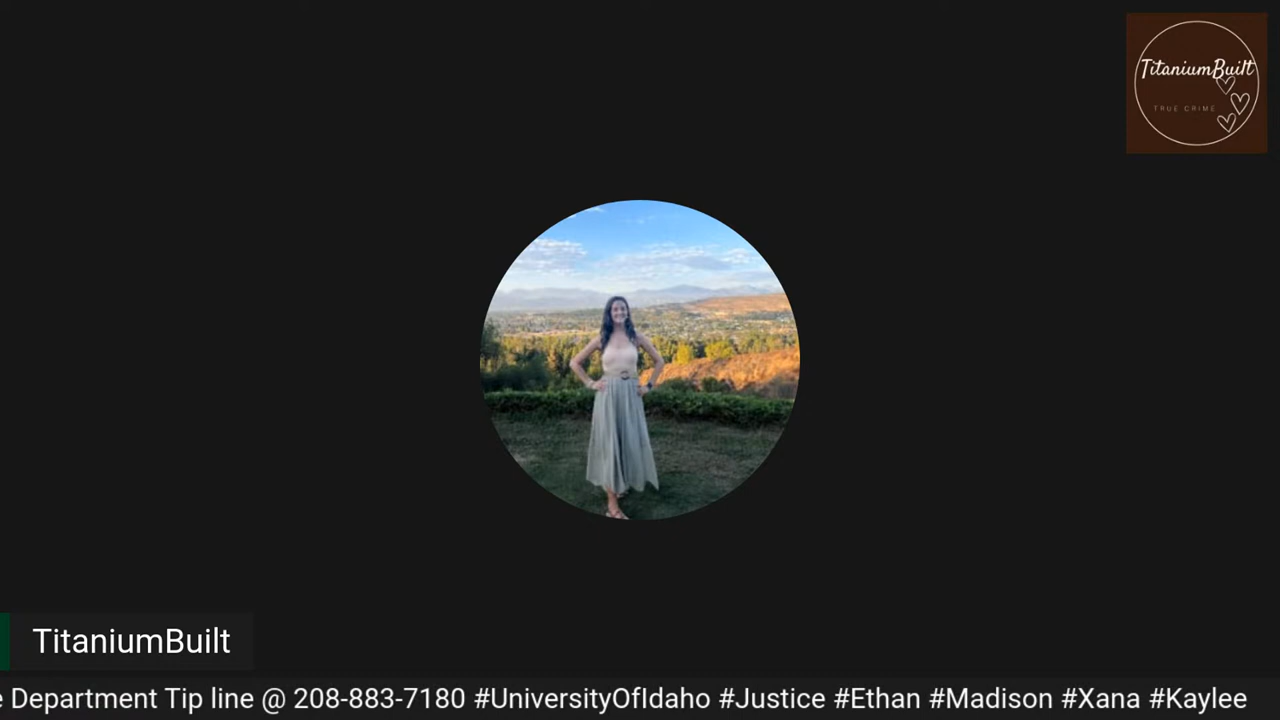 TitaniumBuilt
TRUE CRIME
TitaniumBuilt
e Department Tip line @ 208-883-7180 #UniversityOfIdaho #Justice #Ethan #Madison #Xana #Kaylee